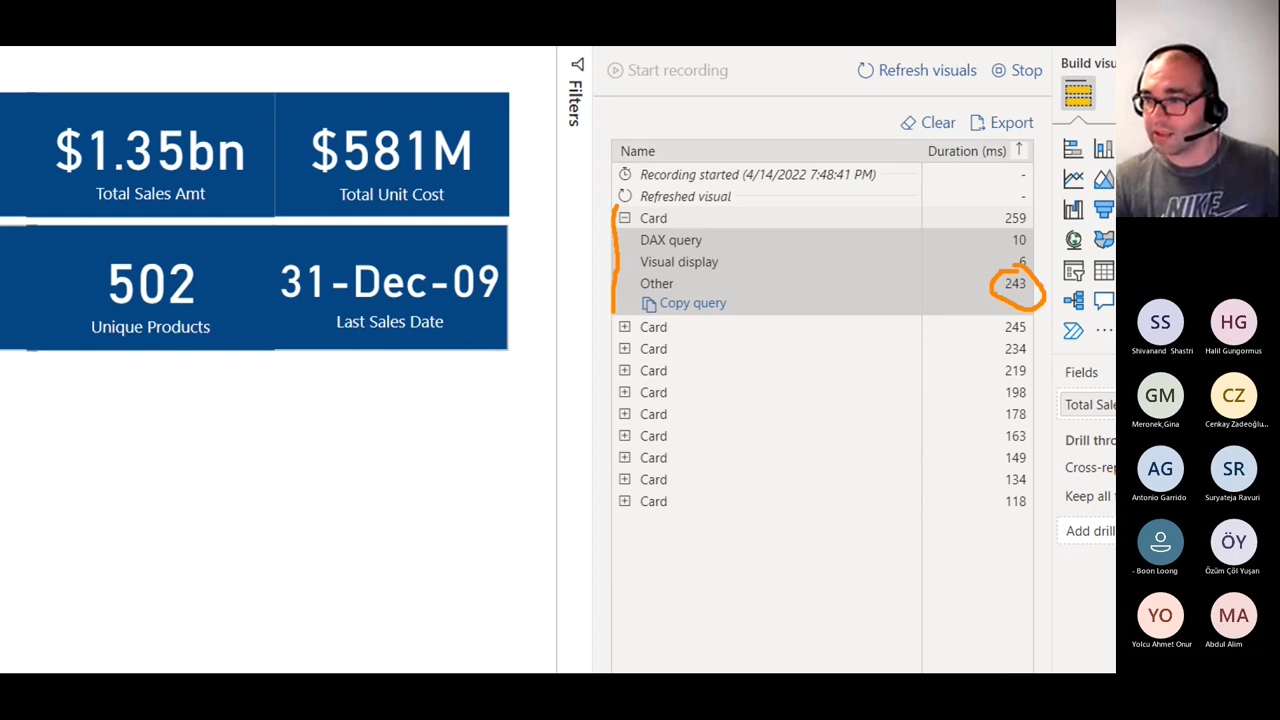 $1.35bn
Total Sales Amt
$581M
Total Unit Cost
502
Unique Products
31-Dec-09
Last Sales Date
Filters
Start recording
Refresh visuals
Stop
Clear
Export
Name Duration (ms)
Recording started (4/14/2022 7:48:41 PM) -
Refreshed visual -
Card 259
DAX query 10
Visual display 6
Other 243
Copy query
Card 245
Card 234
Card 219
Card 198
Card 178
Card 163
Card 149
Card 134
Card 118
Build visu
Fields
Total Sale
Drill thro
Cross-rep
Keep all
Add drill
NIKE
SS
Shivanand Shastri
HG
Halil Gungormus
GM
Meronek,Gina
CZ
Cenkay Zadeoğlu...
AG
Antonio Garrido
SR
Suryateja Ravuri
- Boon Loong
ÖY
Özüm Çöl Yuşan
YO
Yolcu Ahmet Onur
MA
Abdul Alim